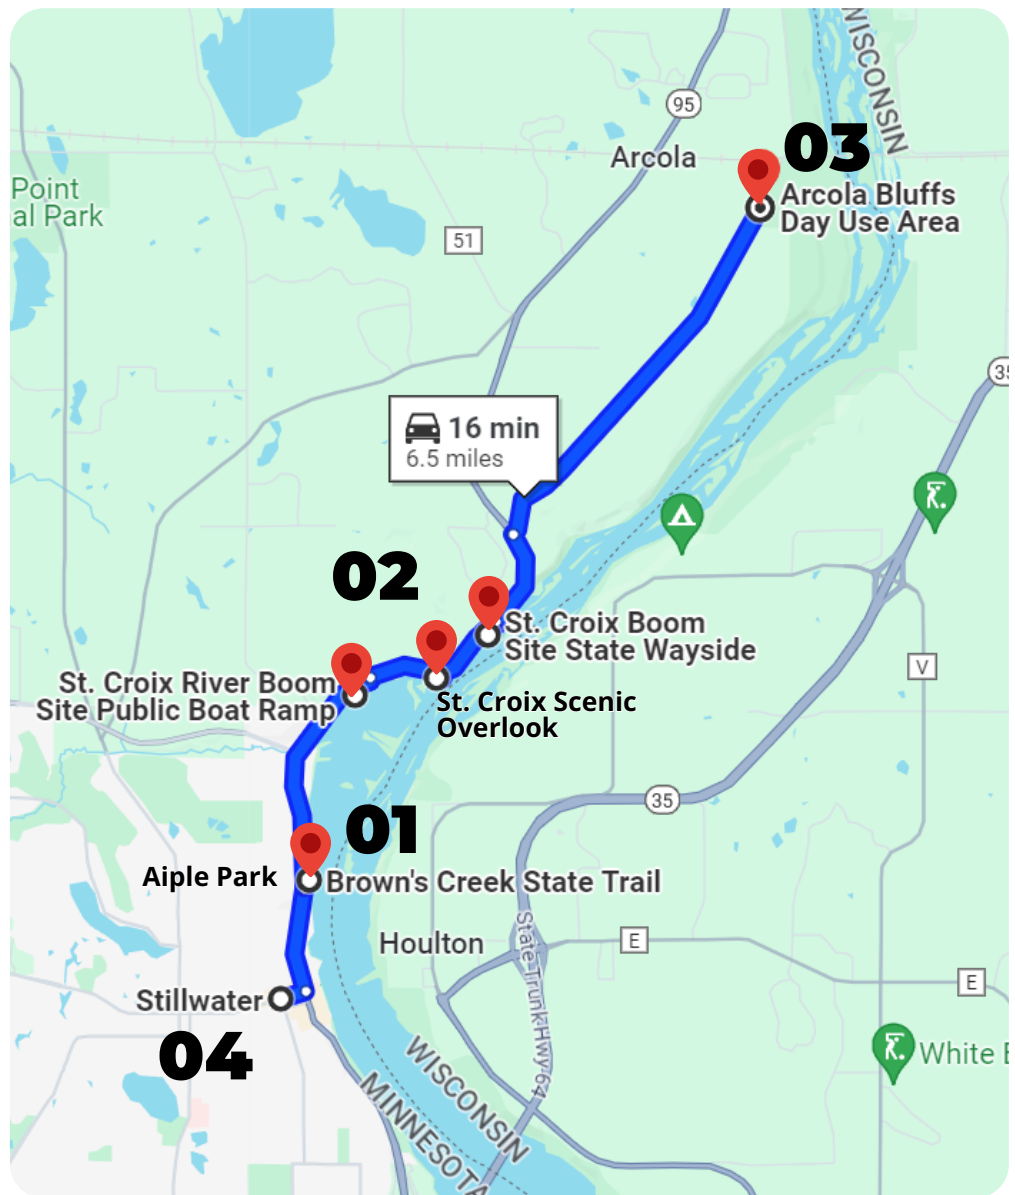 WISCONSIN
95
03
Arcola
Point
al Park
Arcola Bluffs
Day Use Area
51
35
16 min
6.5 miles
02
St. Croix Boom
Site State Wayside
V
St. Croix River Boom
Site Public Boat Ramp
St. Croix Scenic
Overlook
35
01
Aiple Park
Brown's Creek State Trail
Houlton
E
State Trunk Hwy 64
E
Stillwater
04
WISCONSIN
MINNESOTA
White